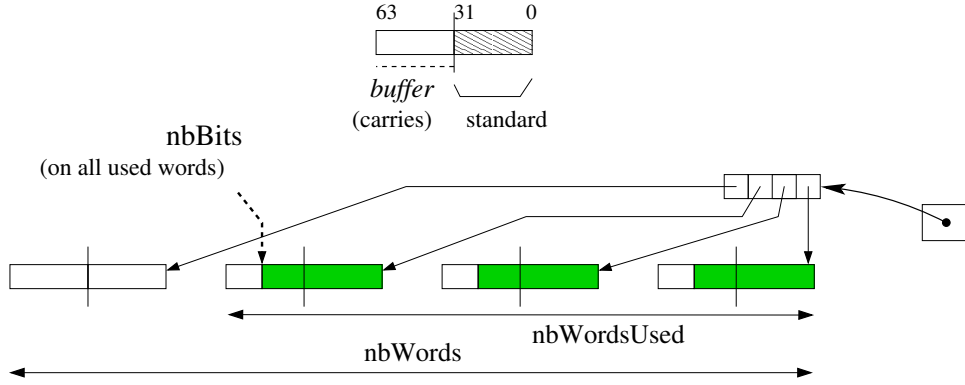 63 31 0
buffer
(carries) standard
nbBits
(on all used words)
nbWordsUsed
nbWords